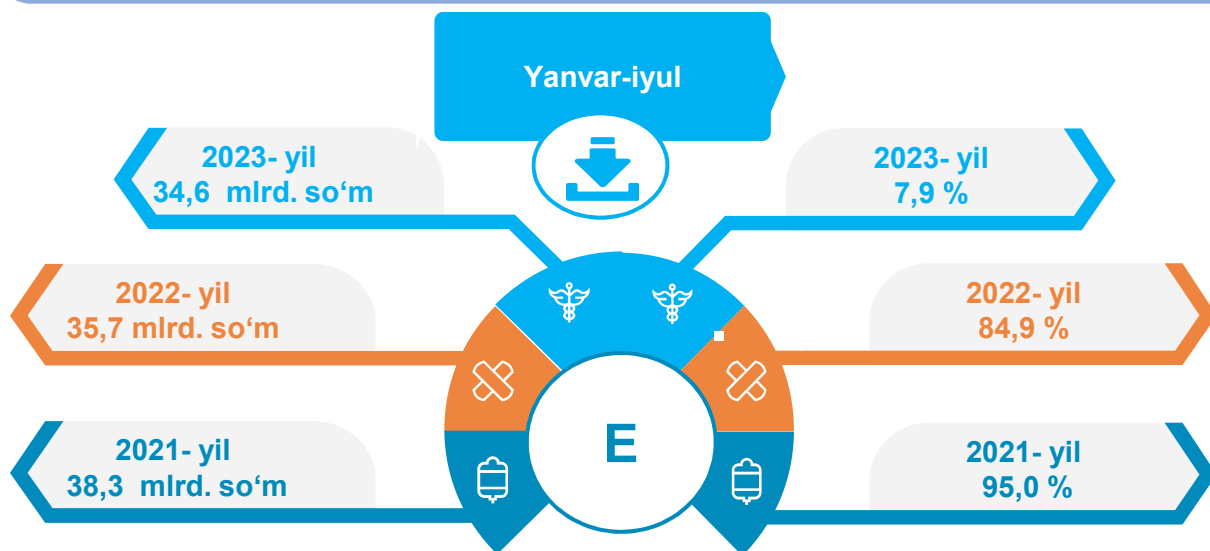 Yanvar-iyul
2023- yil
34,6  mlrd. so‘m
2023- yil
7,9 %
2022- yil
35,7 mlrd. so‘m
2022- yil
84,9 %
2021- yil
38,3  mlrd. so‘m
E
2021- yil
95,0 %